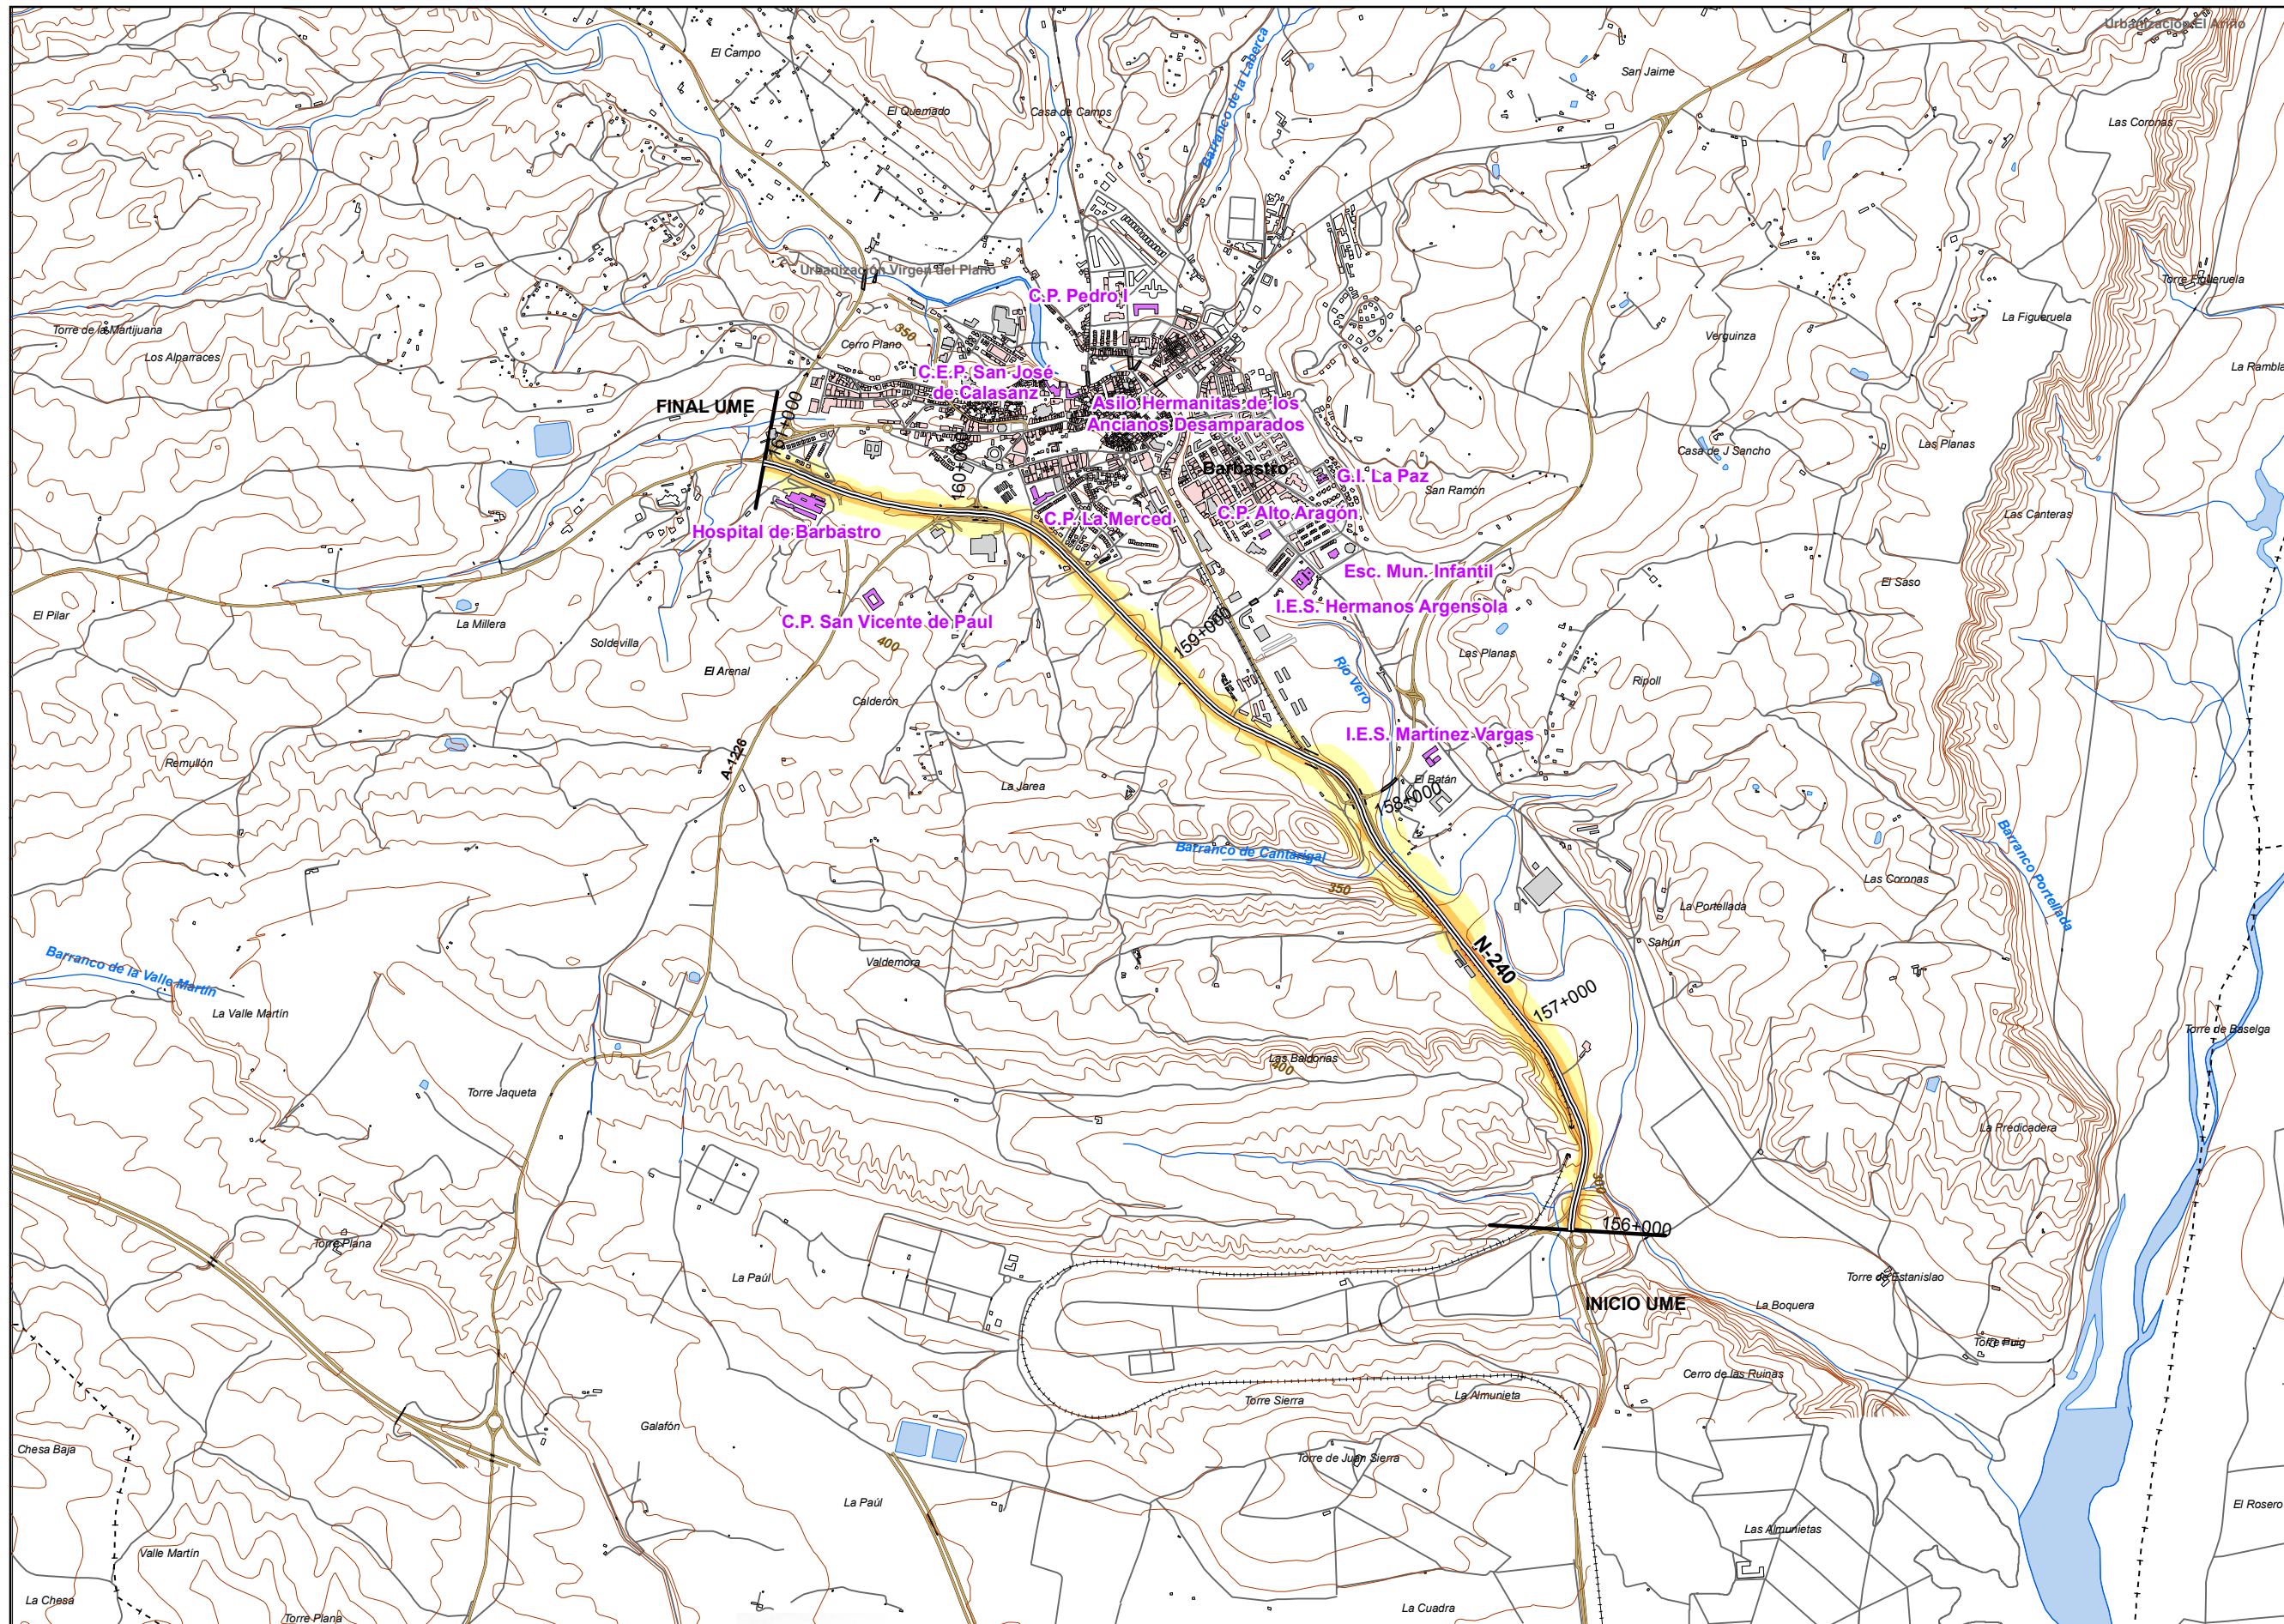 Urbanización El Ariño
El Campo
San Jaime
El Quemado
Casa de Camps
Barranco de la Laberca
Las Coronas
Urbanización Virgen del Plano
Torre Figueruela
C.P. Pedro I
La Figueruela
Torre de la Martijuana
350
Cerro Plano
Verguinza
Los Alparraces
La Rambla
C.E.P. San José
de Calasanz
FINAL UME
161+000
Asilo Hermanitas de los
Ancianos Desamparados
Las Planas
Casa de J Sancho
Barbastro
160+000
G.I. La Paz
San Ramón
C.P. La Merced
C.P. Alto Aragón
Las Canteras
Hospital de Barbastro
Esc. Mun. Infantil
El Saso
I.E.S. Hermanos Argensola
El Pilar
La Millera
C.P. San Vicente de Paul
159+000
Soldevilla
400
Las Planas
El Arenal
Río Vero
Ripoll
Calderón
I.E.S. Martínez Vargas
A-1226
Remullón
El Batán
La Jarea
158+000
Barranco de Cantarigal
Barranco Portellada
350
Las Coronas
La Portellada
Sahún
N-240
Barranco de la Valle Martín
Valdemora
157+000
La Valle Martín
Torre de Baselga
Las Baldorias
400
Torre Jaqueta
La Predicadera
300
156+000
Torre Plana
La Paúl
Torre de Estanislao
INICIO UME
La Boquera
Torre Puig
Cerro de las Ruinas
Torre Sierra
La Almunieta
Galafón
Chesa Baja
Torre de Juan Sierra
La Paúl
El Rosero
Las Almunietas
Valle Martín
La Chesa
La Cuadra
Torre Plana